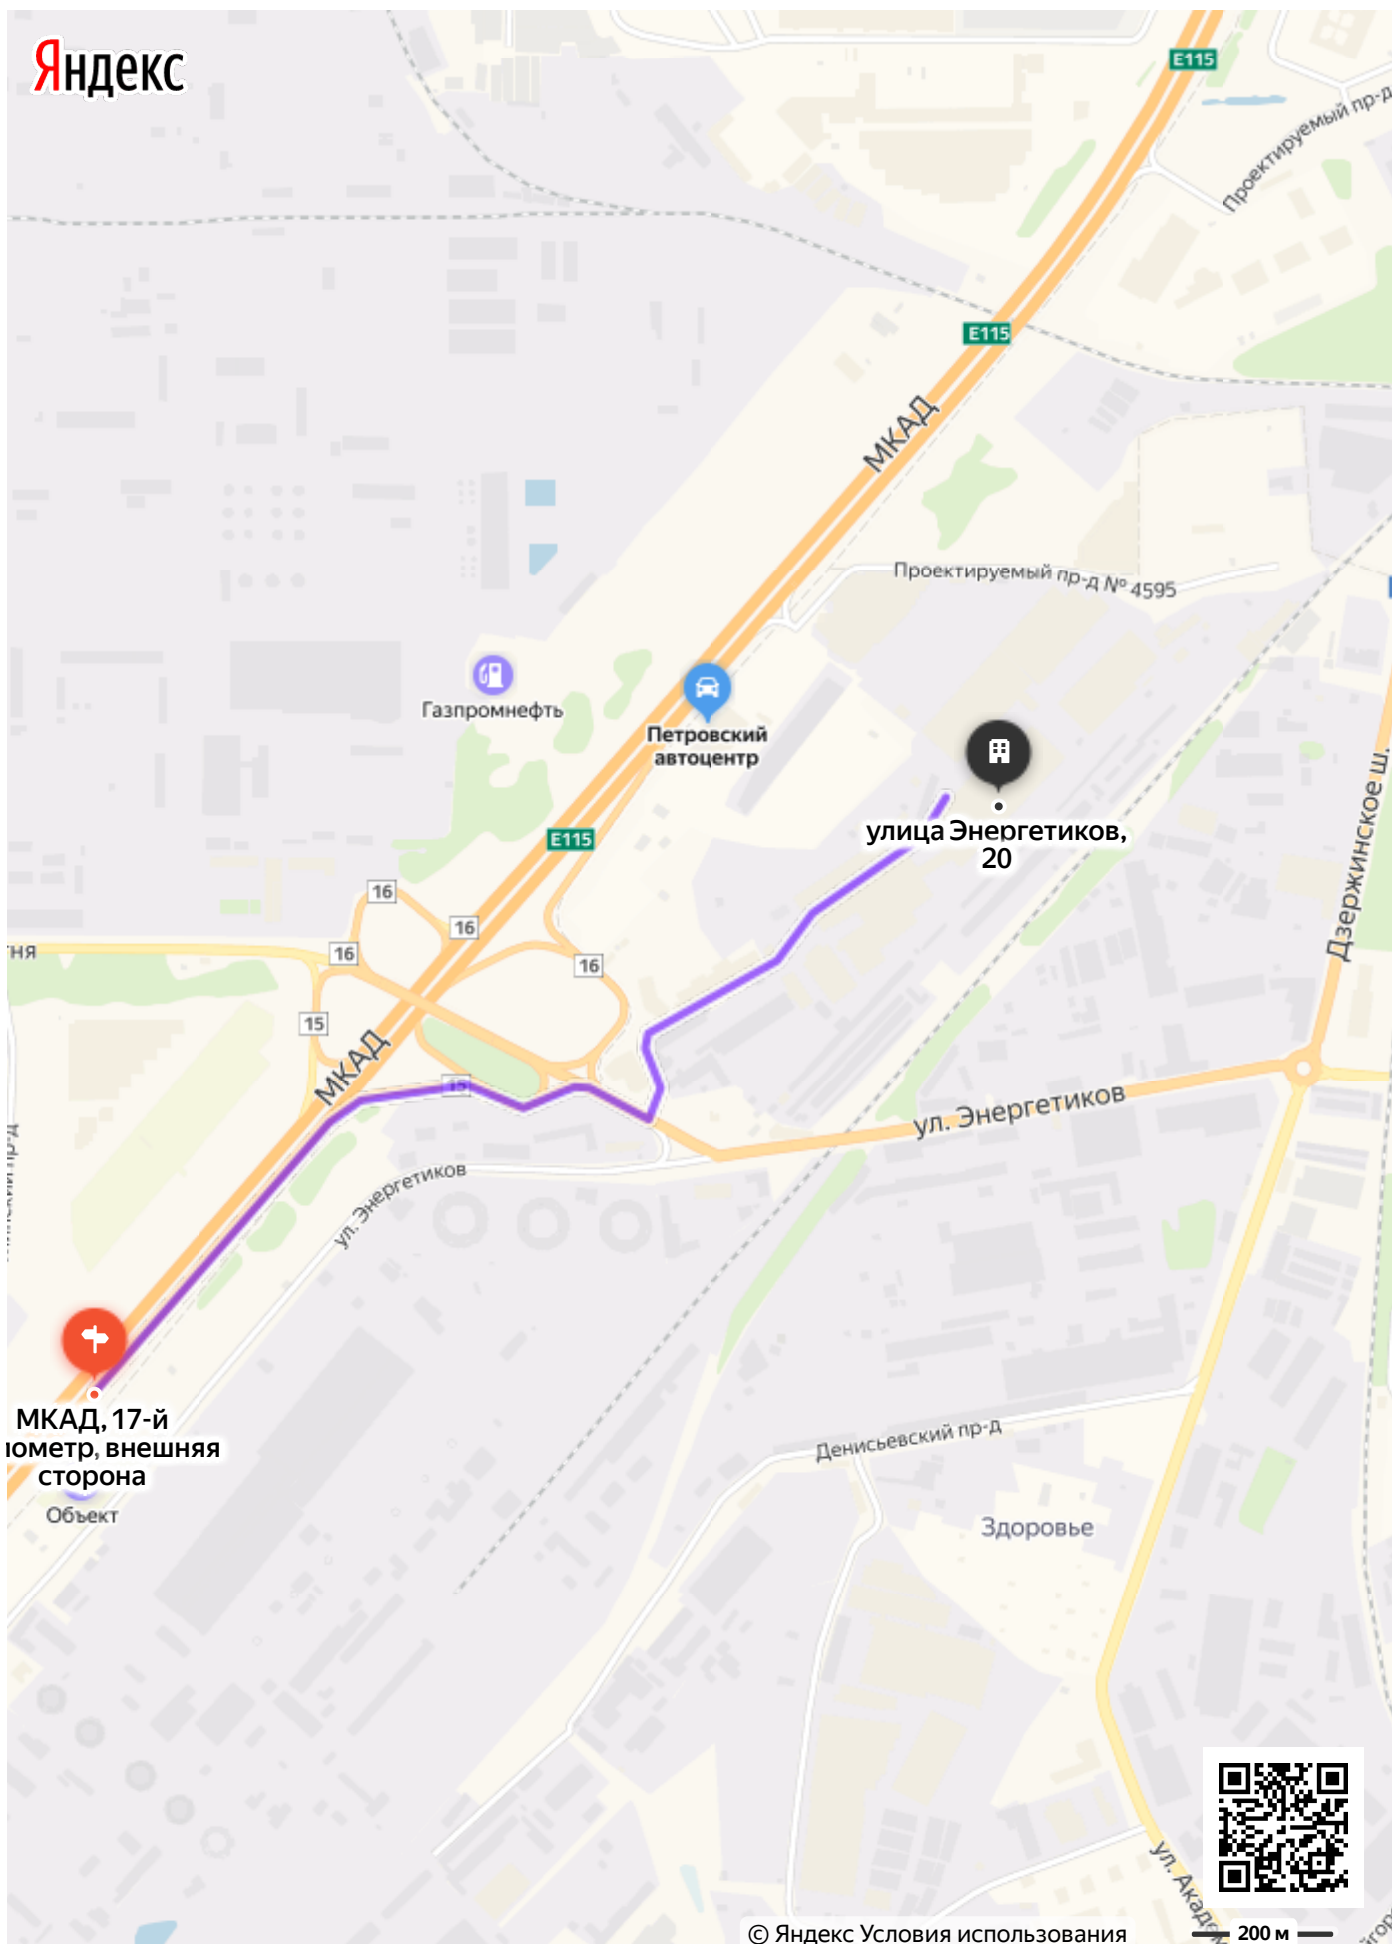 Яндекс
E115
Проектируемый пр-д
E115
МКАД
Проектируемый пр-д № 4595
Газпромнефть
Петровский
автоцентр
улица Энергетиков,
20
E115
Дзержинское ш.
16
16
16
16
15
МКАД
15
ул. Энергетиков
ул. Энергетиков
МКАД, 17-й
внешняя
сторона
Объект
Денисьевский пр-д
Здоровье
ул.
© Яндекс Условия использования
200 м